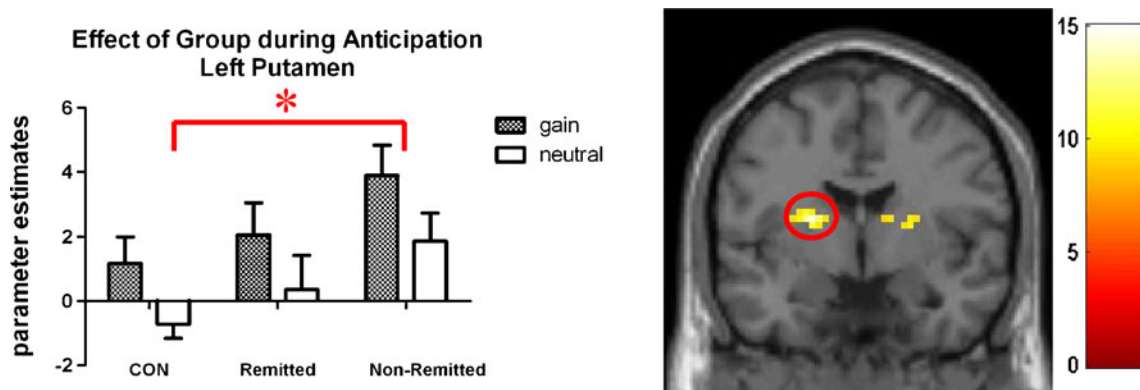 Effect of Group during Anticipation
Left Putamen
*
parameter estimates
6
4
2
0
-2
CON
Remitted
Non-Remitted
gain
neutral
15
10
5
0